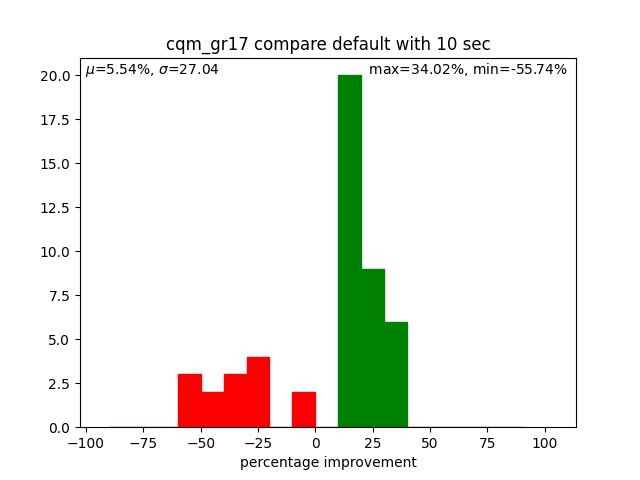 cqm_gr17 compare default with 10 sec
μ=5.54%, σ=27.04
max=34.02%, min=-55.74%
20.0
17.5
15.0
12.5
10.0
7.5
5.0
2.5
0.0
−100 −75 −50 −25 0 25 50 75 100
percentage improvement